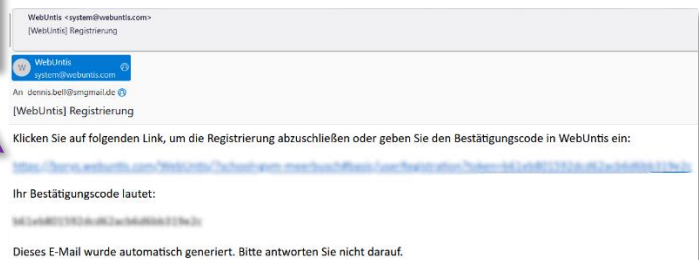 WebUntis <system@webuntis.com>
[WebUntis] Registrierung
W WebUntis
system@webuntis.com
An dennis.bell@smgmail.de
[WebUntis] Registrierung
Klicken Sie auf folgenden Link, um die Registrierung abzuschließen oder geben Sie den Bestätigungscode in WebUntis ein:
Ihr Bestätigungscode lautet:
Dieses E-Mail wurde automatisch generiert. Bitte antworten Sie nicht darauf.